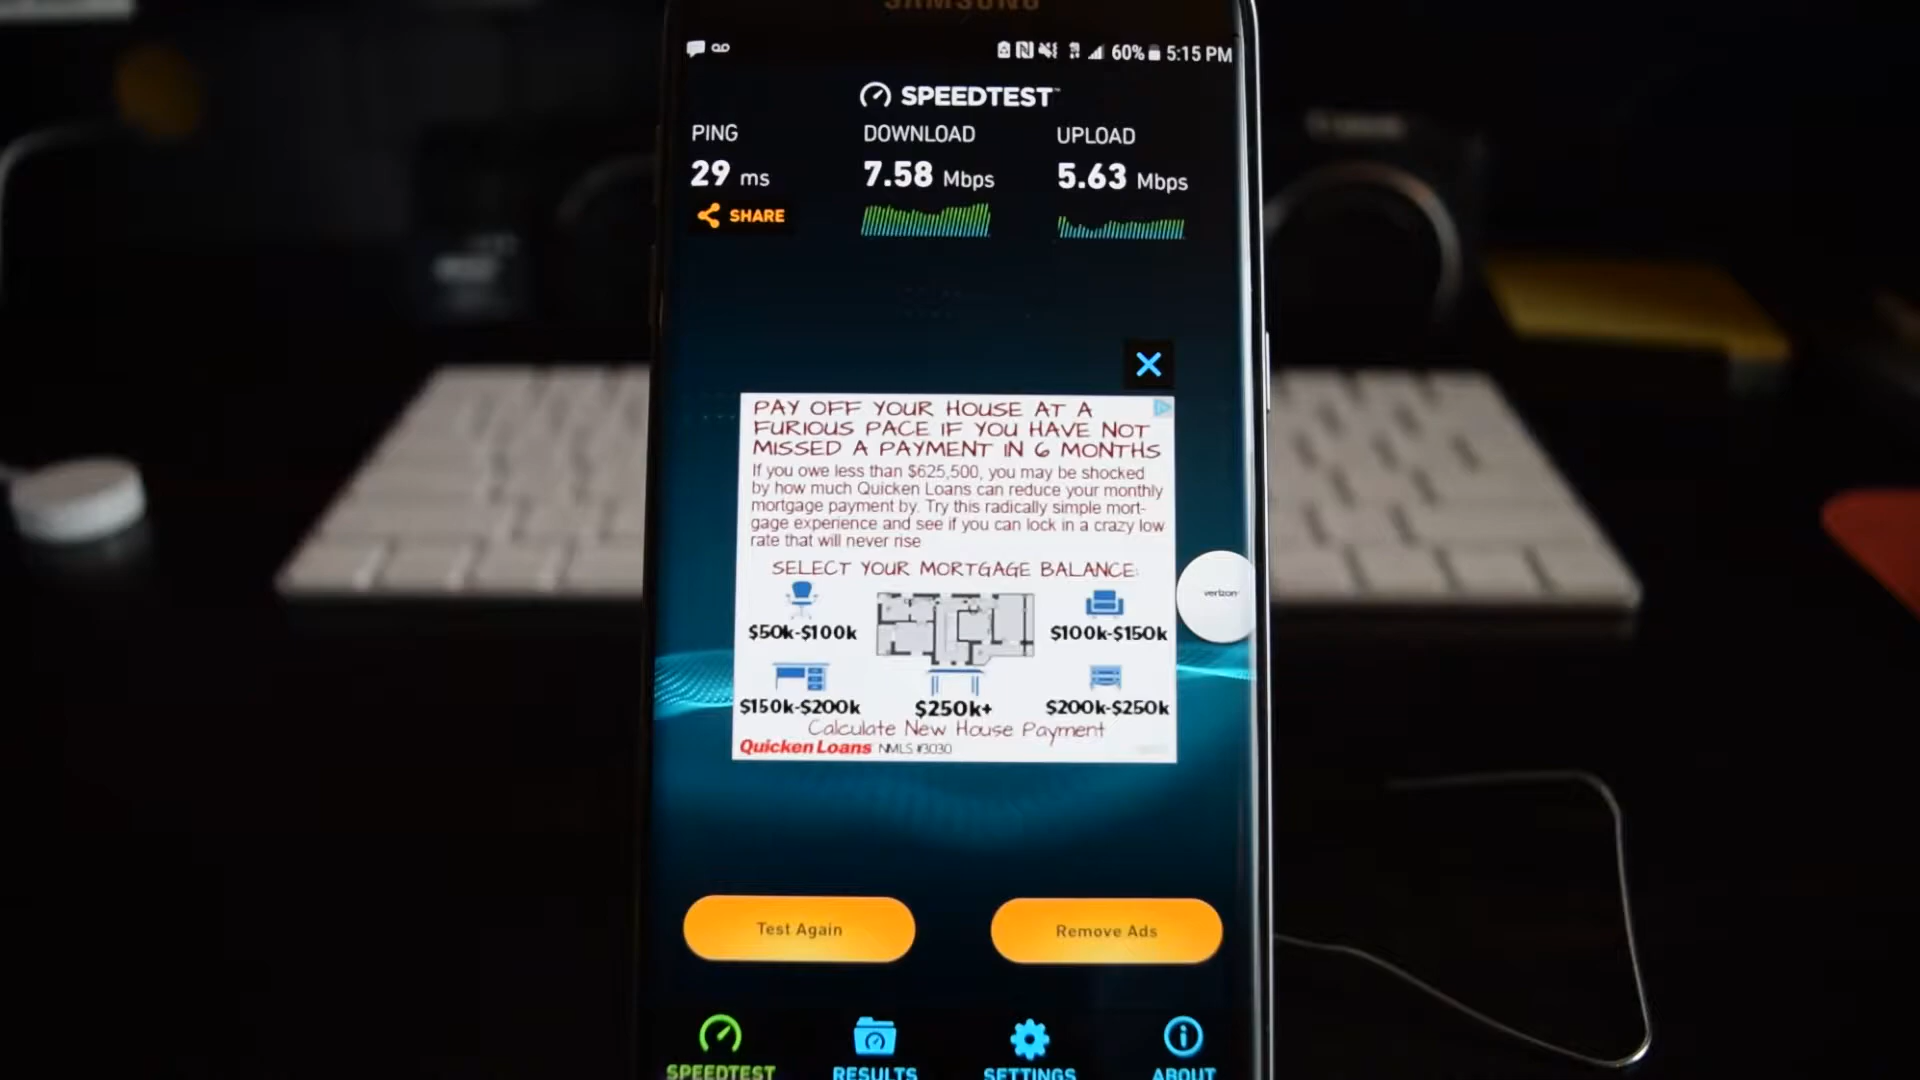 SAMSUNG
60% 5:15 PM
SPEEDTEST™
PING DOWNLOAD UPLOAD
29 ms 7.58 Mbps 5.63 Mbps
SHARE
PAY OFF YOUR HOUSE AT A
FURIOUS PACE IF YOU HAVE NOT
MISSED A PAYMENT IN 6 MONTHS
If you owe less than $625,500, you may be shocked
by how much Quicken Loans can reduce your monthly
mortgage payment by. Try this radically simple mort-
gage experience and see if you can lock in a crazy low
rate that will never rise
SELECT YOUR MORTGAGE BALANCE:
$50k-$100k $100k-$150k
$150k-$200k $250k+ $200k-$250k
Calculate New House Payment
Quicken Loans NMLS #3030
verizon
Test Again Remove Ads
SPEEDTEST RESULTS SETTINGS ABOUT